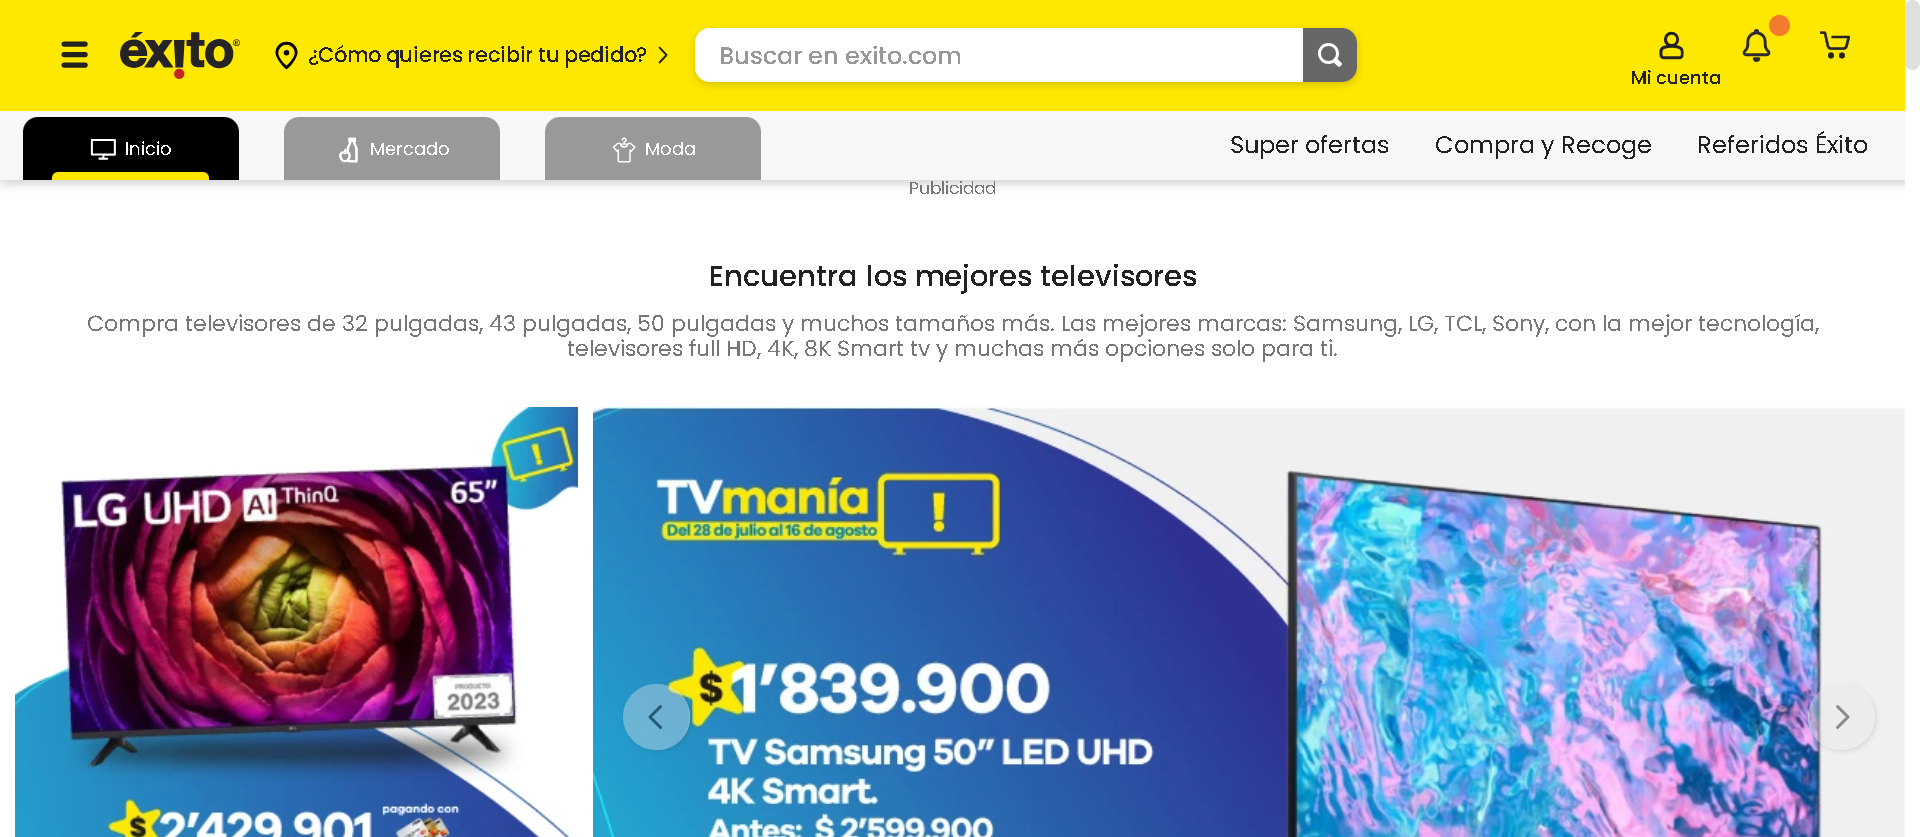 éxito
¿Cómo quieres recibir tu pedido?
Buscar en exito.com
Mi cuenta
Inicio
Mercado
Moda
Super ofertas
Compra y Recoge
Referidos Éxito
Publicidad
Encuentra los mejores televisores
Compra televisores de 32 pulgadas, 43 pulgadas, 50 pulgadas y muchos tamaños más. Las mejores marcas: Samsung, LG, TCL, Sony, con la mejor tecnología,
televisores full HD, 4K, 8K Smart tv y muchas más opciones solo para ti.
LG UHD AI ThinQ 65”
PRODUCTO
2023
pagando con
$ 2’429.901
TVmanía
Del 28 de julio al 16 de agosto
$ 1’839.900
TV Samsung 50” LED UHD
4K Smart.
Antes: $ 2’599.900